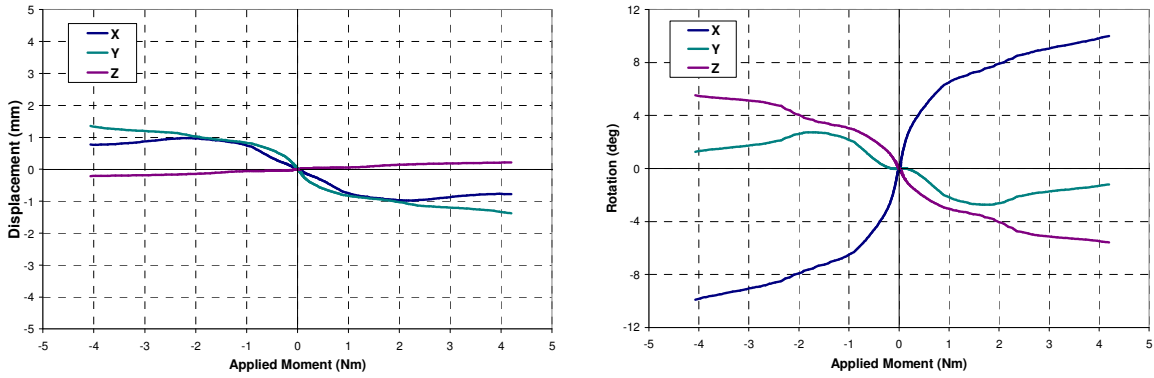 5
4
3
2
1
0
-1
-2
-3
-4
-5
Displacement (mm)
X
Y
Z
-5 -4 -3 -2 -1 0 1 2 3 4 5
Applied Moment (Nm)
12
8
4
0
-4
-8
-12
Rotation (deg)
X
Y
Z
-5 -4 -3 -2 -1 0 1 2 3 4 5
Applied Moment (Nm)